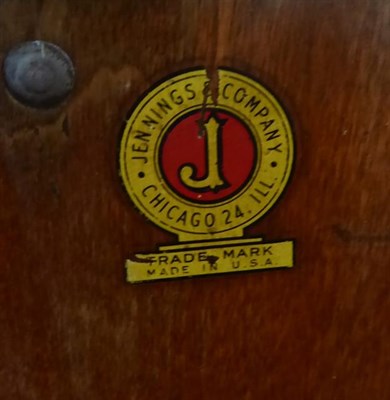 JENNINGS & COMPANY
J
CHICAGO 24, ILL.
TRADE MARK
MADE IN U.S.A.